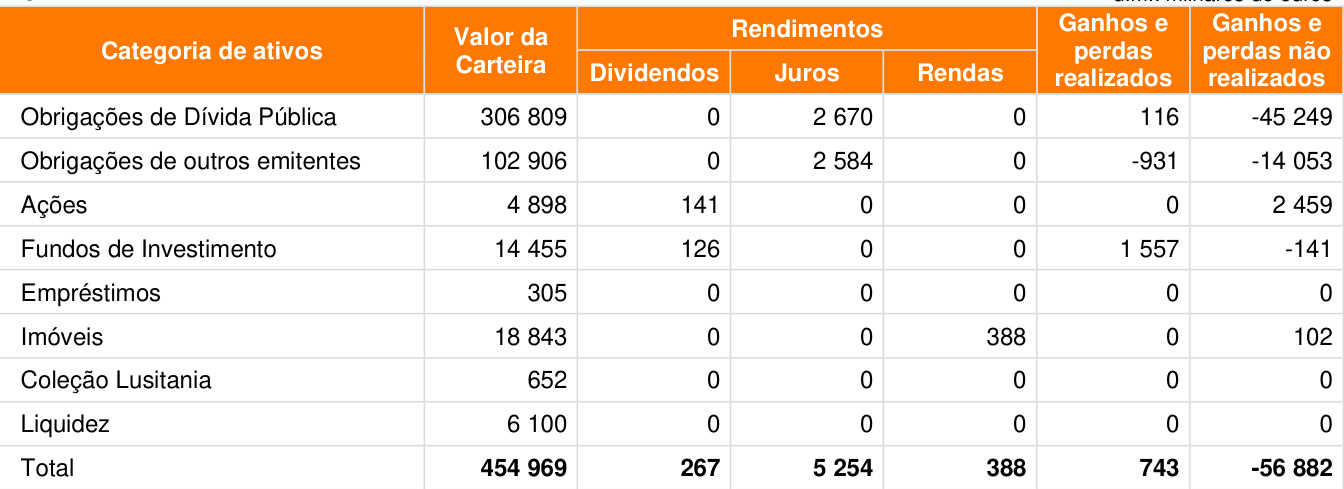 Categoria de ativos Valor da Carteira Rendimentos Ganhos e perdas realizados Ganhos e perdas não realizados
Dividendos Juros Rendas
Obrigações de Dívida Pública 306 809 0 2 670 0 116 -45 249
Obrigações de outros emitentes 102 906 0 2 584 0 -931 -14 053
Ações 4 898 141 0 0 0 2 459
Fundos de Investimento 14 455 126 0 0 1 557 -141
Empréstimos 305 0 0 0 0 0
Imóveis 18 843 0 0 388 0 102
Coleção Lusitania 652 0 0 0 0 0
Liquidez 6 100 0 0 0 0 0
Total 454 969 267 5 254 388 743 -56 882